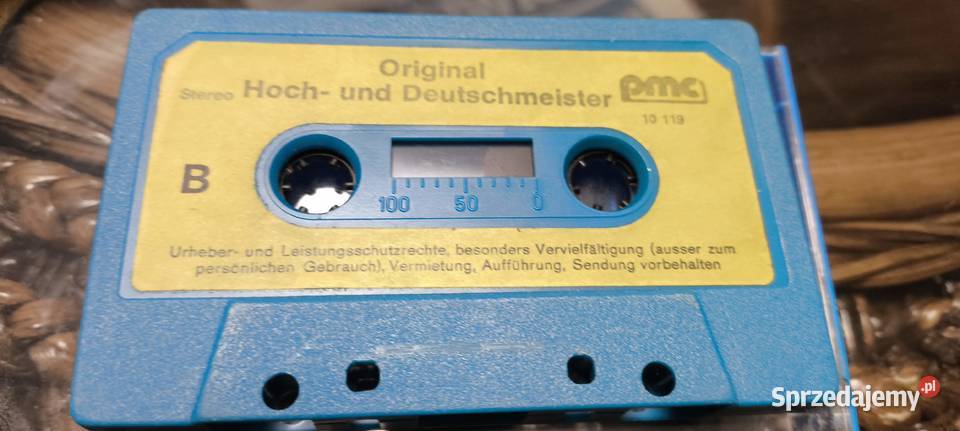 Original
Stereo Hoch- und Deutschmeister pmc
10 119
B
100 50 0
Urheber- und Leistungsschutzrechte, besonders Vervielfältigung (ausser zum
persönlichen Gebrauch), Vermietung, Aufführung, Sendung vorbehalten
Sprzedajemy.pl